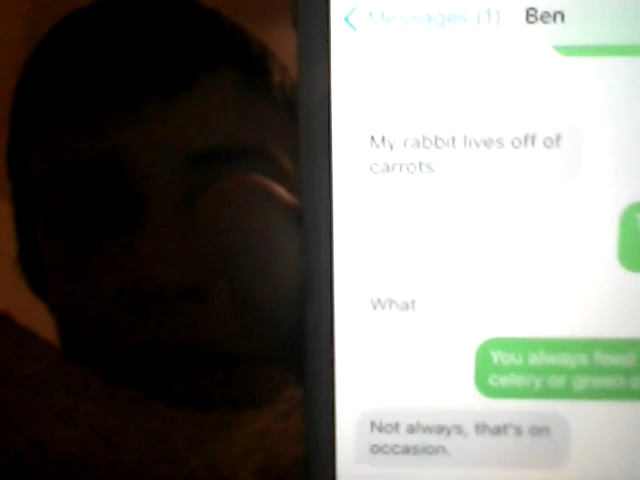 Messages (1) Ben
My rabbit lives off of
carrots.
What
You always feed
celery or green
Not always, that's on
occasion.